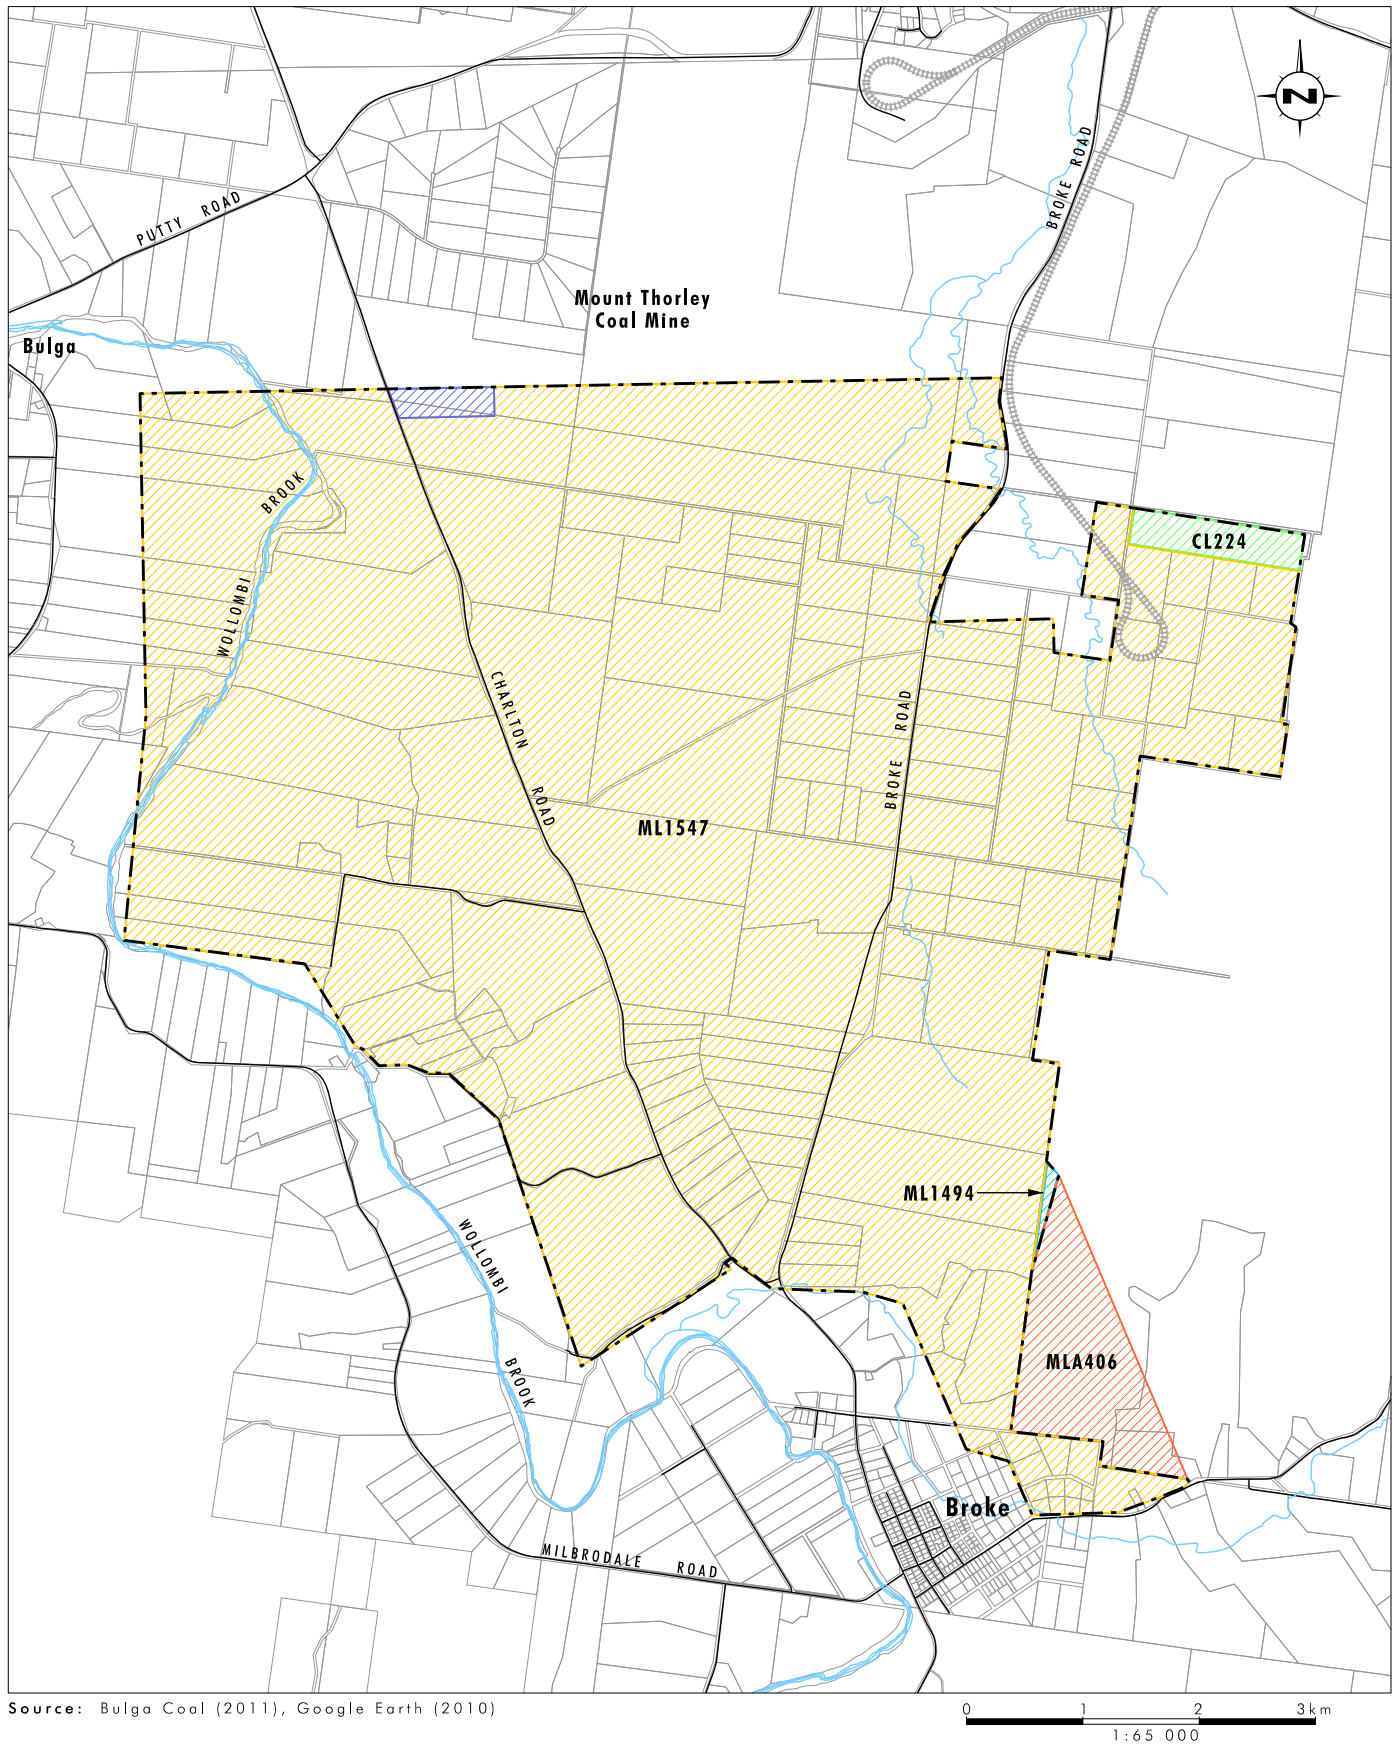 N
BROKE ROAD
PUTTY ROAD
Mount Thorley
Coal Mine
Bulga
BROOK
CL224
WOLLOMBI
CHARLTON
ROAD
BROKE ROAD
ML1547
ML1494
WOLLOMBI
BROOK
MLA406
Broke
MILBRODALE ROAD
Source: Bulga Coal (2011), Google Earth (2010)
0 1 2 3km
1:65 000